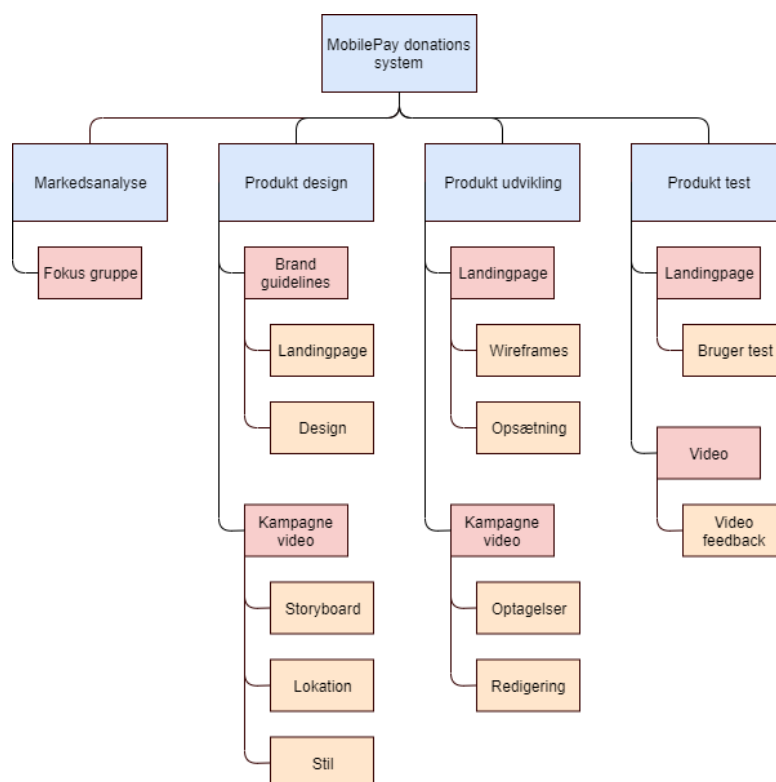 MobilePay donations
system
Markedsanalyse
Fokus gruppe
Produkt design
Brand
guidelines
Landingpage
Design
Kampagne
video
Storyboard
Lokation
Stil
Produkt udvikling
Landingpage
Wireframes
Opsætning
Kampagne
video
Optagelser
Redigering
Produkt test
Landingpage
Bruger test
Video
Video
feedback